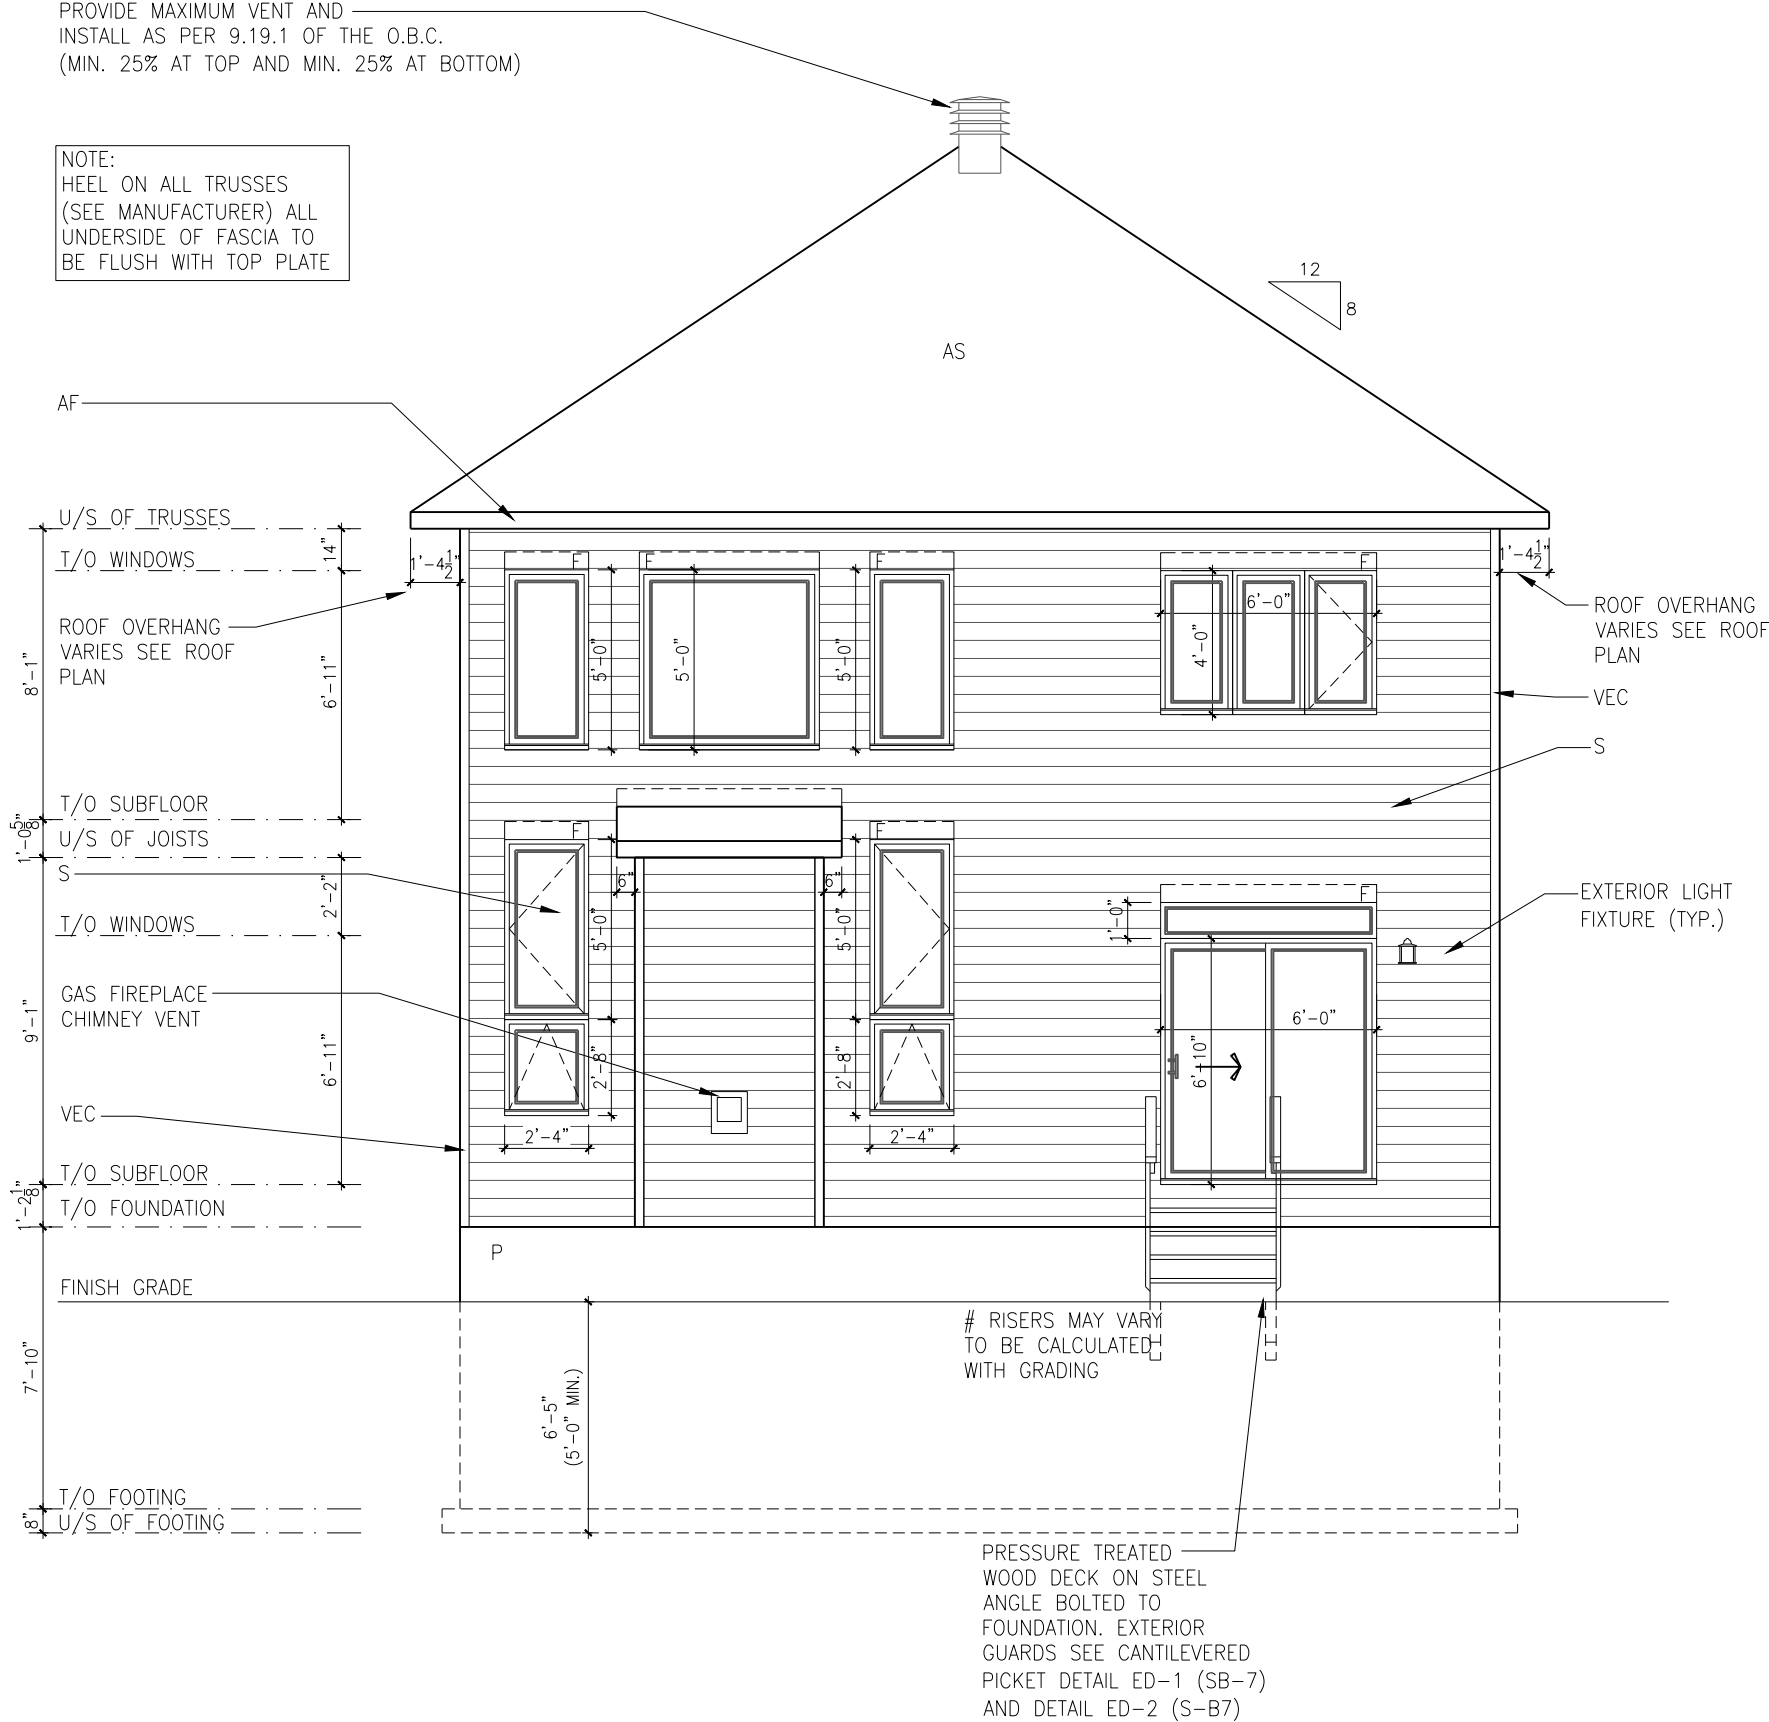 PROVIDE MAXIMUM VENT AND
INSTALL AS PER 9.19.1 OF THE O.B.C.
(MIN. 25% AT TOP AND MIN. 25% AT BOTTOM)
NOTE:
HEEL ON ALL TRUSSES
(SEE MANUFACTURER) ALL
UNDERSIDE OF FASCIA TO
BE FLUSH WITH TOP PLATE
12
8
AS
AF
U/S OF TRUSSES
T/O WINDOWS
14"
1'-4½"
1'-4½"
F
F
F
F
ROOF OVERHANG
VARIES SEE ROOF
PLAN
ROOF OVERHANG
VARIES SEE ROOF
PLAN
8'-1"
6'-11"
5'-0"
5'-0"
5'-0"
4'-0"
6'-0"
VEC
S
T/O SUBFLOOR
1'-0⅝"
U/S OF JOISTS
F
F
F
S
2'-2"
6"
6"
T/O WINDOWS
5'-0"
5'-0"
1'-0"
EXTERIOR LIGHT
FIXTURE (TYP.)
GAS FIREPLACE
CHIMNEY VENT
9'-1"
6'-11"
2'-8"
2'-8"
6'-10"
6'-0"
VEC
2'-4"
2'-4"
T/O SUBFLOOR
1'-2⅛"
T/O FOUNDATION
P
FINISH GRADE
# RISERS MAY VARY
TO BE CALCULATED
WITH GRADING
7'-10"
6'-5"
(5'-0" MIN.)
T/O FOOTING
8"
U/S OF FOOTING
PRESSURE TREATED
WOOD DECK ON STEEL
ANGLE BOLTED TO
FOUNDATION. EXTERIOR
GUARDS SEE CANTILEVERED
PICKET DETAIL ED-1 (SB-7)
AND DETAIL ED-2 (S-B7)